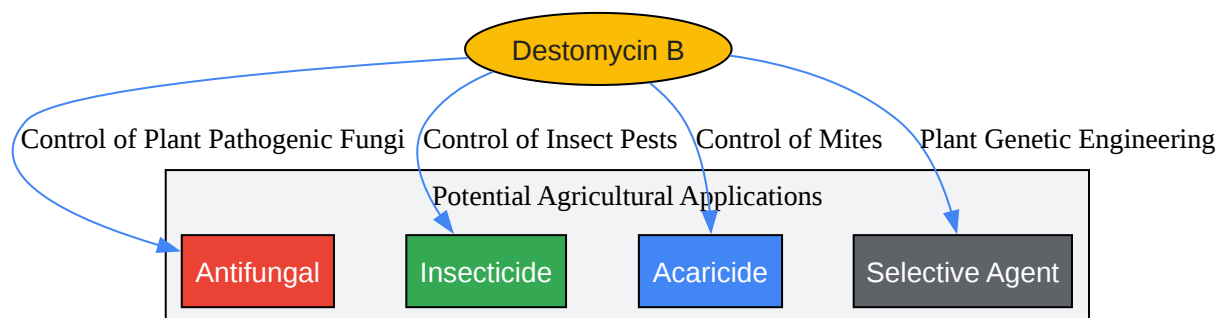 Destomycin B
Control of Plant Pathogenic Fungi
Control of Insect Pests
Control of Mites
Plant Genetic Engineering
Potential Agricultural Applications
Antifungal
Insecticide
Acaricide
Selective Agent